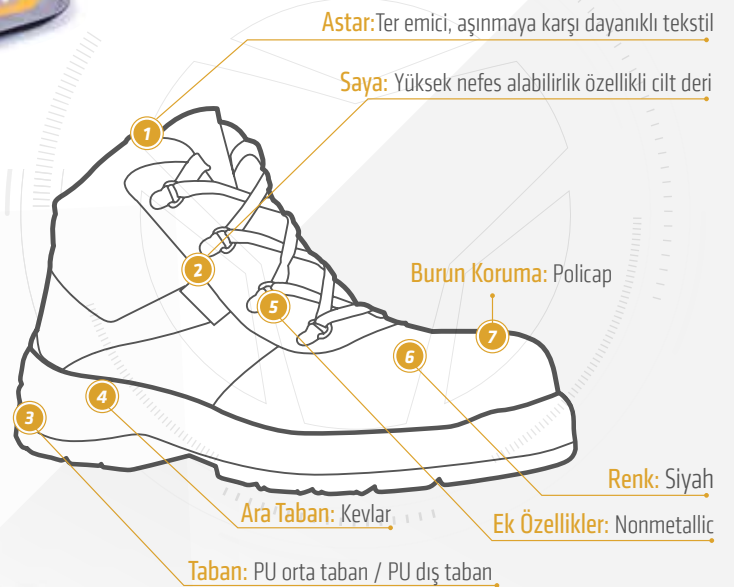 Astar:Ter emici, aşınmaya karşı dayanıklı tekstil
Saya: Yüksek nefes alabilirlik özellikli cilt deri
1
2
Burun Koruma: Policap
5
7
6
4
3
Renk: Siyah
Ara Taban: Kevlar
Ek Özellikler: Nonmetallic
Taban: PU orta taban / PU dış taban